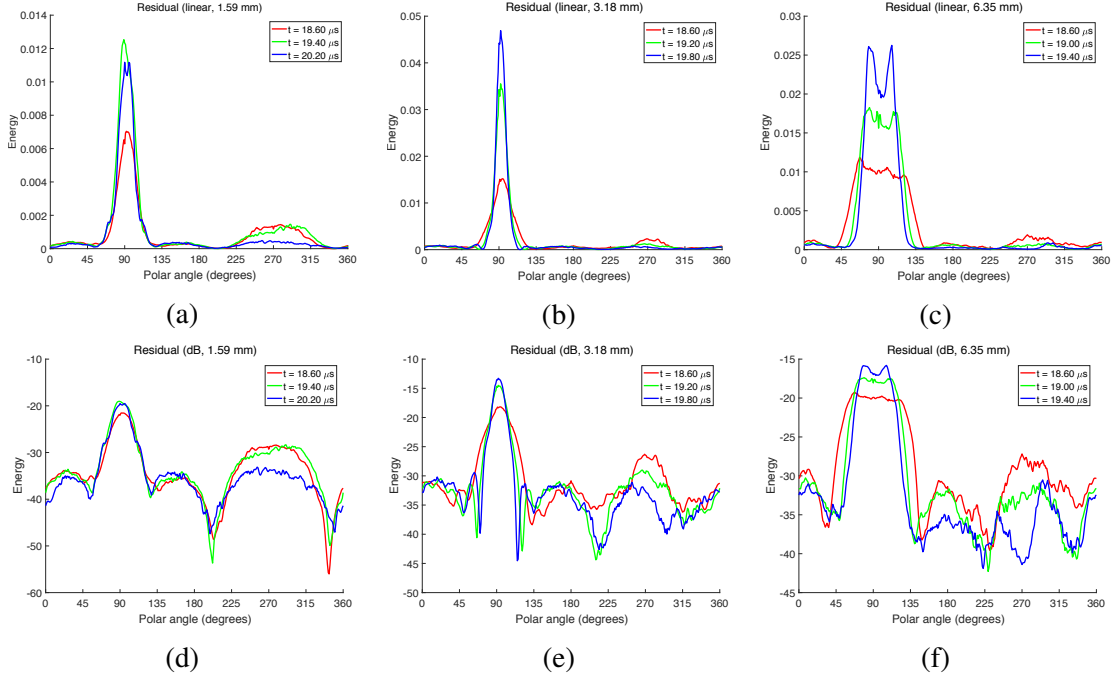 Residual (linear, 1.59 mm)
0.014
0.012
0.01
0.008
0.006
0.004
0.002
0
Energy
t = 18.60 μs
t = 19.40 μs
t = 20.20 μs
0 45 90 135 180 225 270 315 360
Polar angle (degrees)
(a)
Residual (linear, 3.18 mm)
0.05
0.04
0.03
0.02
0.01
0
Energy
t = 18.60 μs
t = 19.20 μs
t = 19.80 μs
0 45 90 135 180 225 270 315 360
Polar angle (degrees)
(b)
Residual (linear, 6.35 mm)
0.03
0.025
0.02
0.015
0.01
0.005
0
Energy
t = 18.60 μs
t = 19.00 μs
t = 19.40 μs
0 45 90 135 180 225 270 315 360
Polar angle (degrees)
(c)
Residual (dB, 1.59 mm)
-10
-20
-30
-40
-50
-60
Energy
t = 18.60 μs
t = 19.40 μs
t = 20.20 μs
0 45 90 135 180 225 270 315 360
Polar angle (degrees)
(d)
Residual (dB, 3.18 mm)
-10
-15
-20
-25
-30
-35
-40
-45
-50
Energy
t = 18.60 μs
t = 19.20 μs
t = 19.80 μs
0 45 90 135 180 225 270 315 360
Polar angle (degrees)
(e)
Residual (dB, 6.35 mm)
-15
-20
-25
-30
-35
-40
-45
Energy
t = 18.60 μs
t = 19.00 μs
t = 19.40 μs
0 45 90 135 180 225 270 315 360
Polar angle (degrees)
(f)